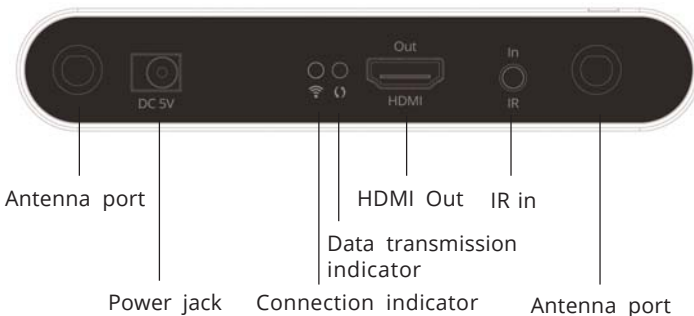 Out
In
DC 5V
HDMI
IR
Antenna port
HDMI Out
IR in
Data transmission
indicator
Power jack
Connection indicator
Antenna port